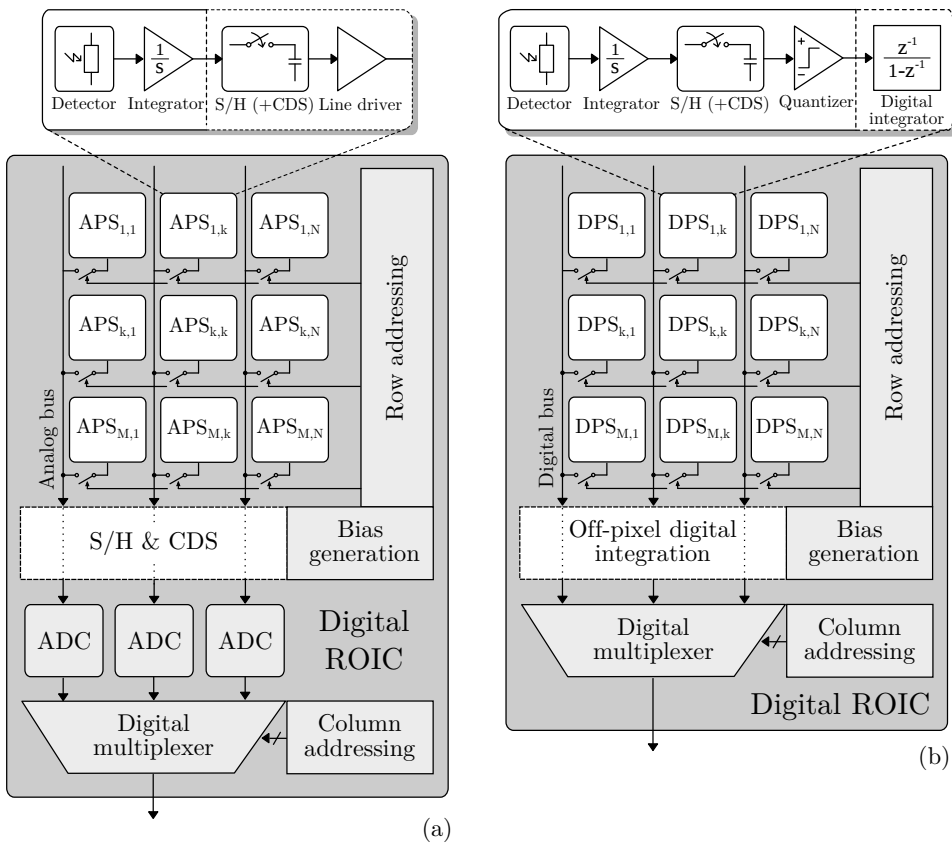 1
s
Detector
Integrator
S/H (+CDS)
Line driver
APS1,1
APS1,k
APS1,N
APSk,1
APSk,k
APSk,N
APSM,1
APSM,k
APSM,N
Analog bus
Row addressing
S/H & CDS
Bias
generation
ADC
ADC
ADC
Digital
ROIC
Digital
multiplexer
Column
addressing
(a)
1
s
+
−
z-1
1-z-1
Detector
Integrator
S/H (+CDS)
Quantizer
Digital
integrator
DPS1,1
DPS1,k
DPS1,N
DPSk,1
DPSk,k
DPSk,N
DPSM,1
DPSM,k
DPSM,N
Digital bus
Row addressing
Off-pixel digital
integration
Bias
generation
Digital
multiplexer
Column
addressing
Digital ROIC
(b)